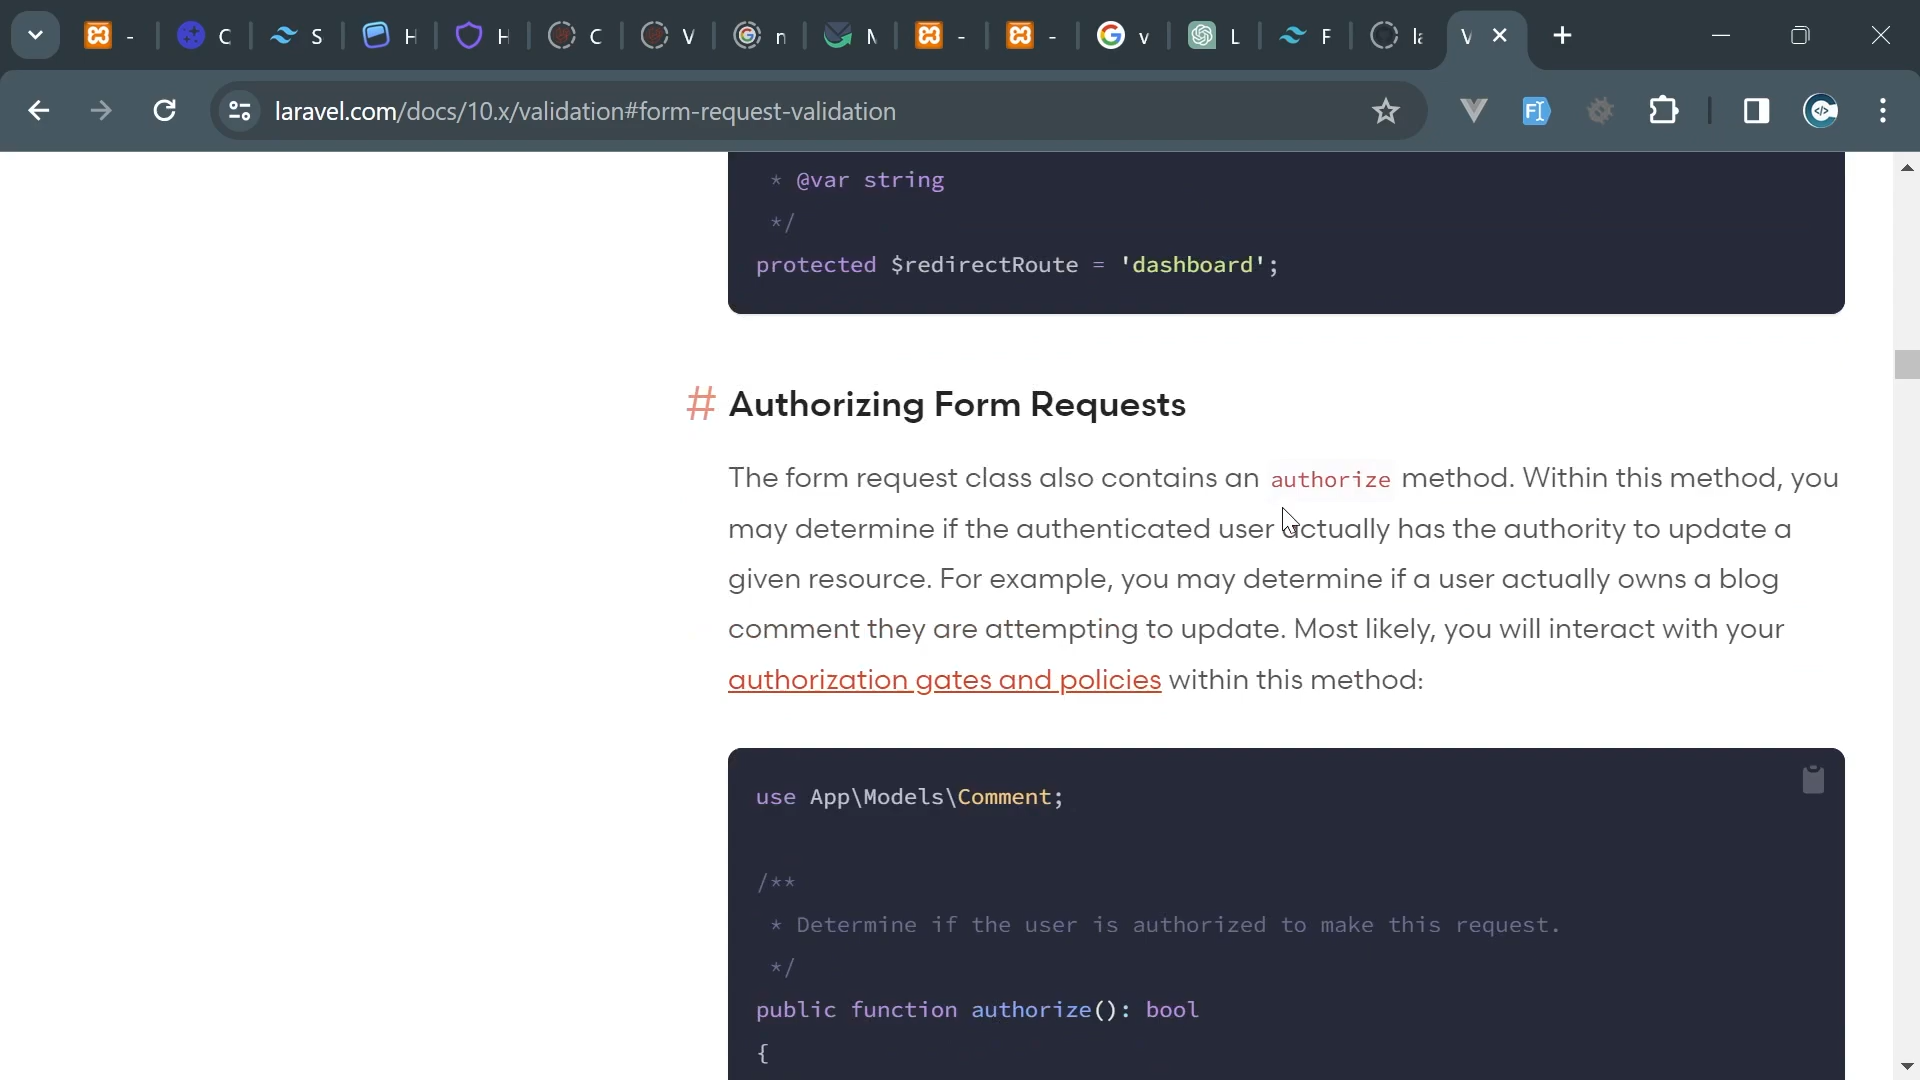 - C S H H C V n M - - v L F la V
laravel.com/docs/10.x/validation#form-request-validation
* @var string
*/
protected $redirectRoute = 'dashboard';
# Authorizing Form Requests
The form request class also contains an authorize method. Within this method, you
may determine if the authenticated user actually has the authority to update a
given resource. For example, you may determine if a user actually owns a blog
comment they are attempting to update. Most likely, you will interact with your
authorization gates and policies within this method:
use App\Models\Comment;
/**
* Determine if the user is authorized to make this request.
*/
public function authorize(): bool
{